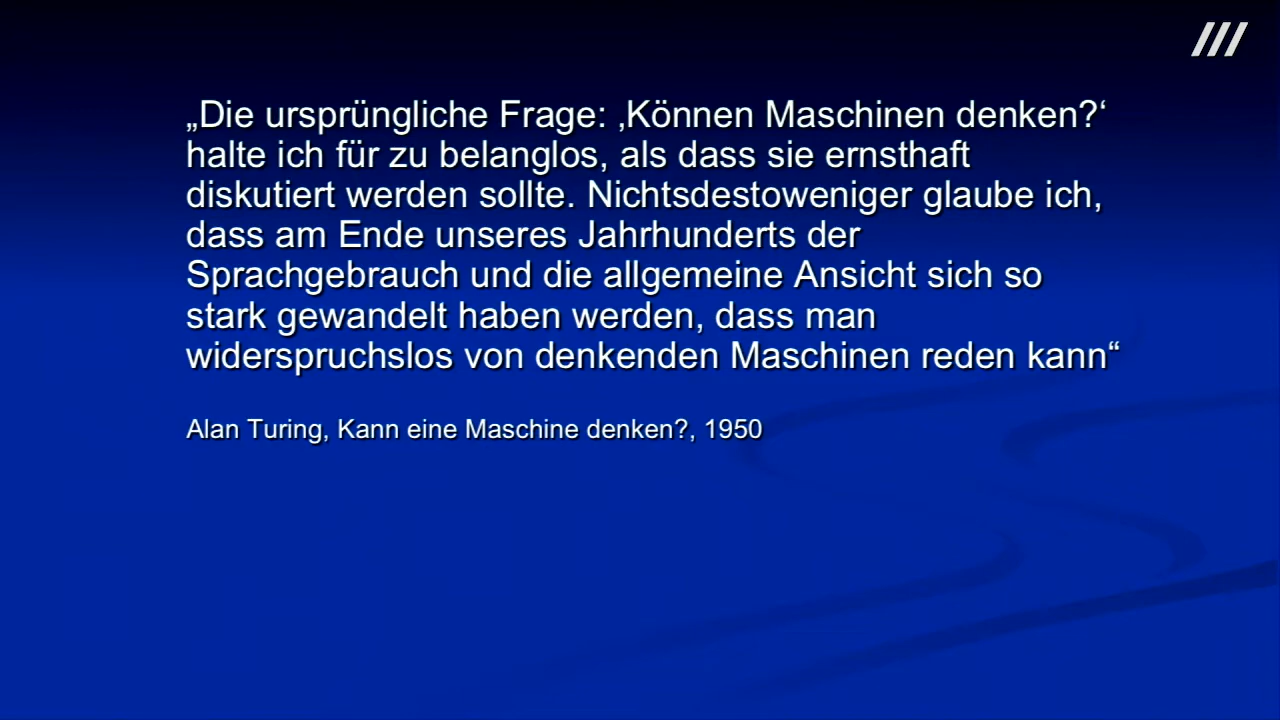 „Die ursprüngliche Frage: ‚Können Maschinen denken?‘
halte ich für zu belanglos, als dass sie ernsthaft
diskutiert werden sollte. Nichtsdestoweniger glaube ich,
dass am Ende unseres Jahrhunderts der
Sprachgebrauch und die allgemeine Ansicht sich so
stark gewandelt haben werden, dass man
widerspruchslos von denkenden Maschinen reden kann“
Alan Turing, Kann eine Maschine denken?, 1950